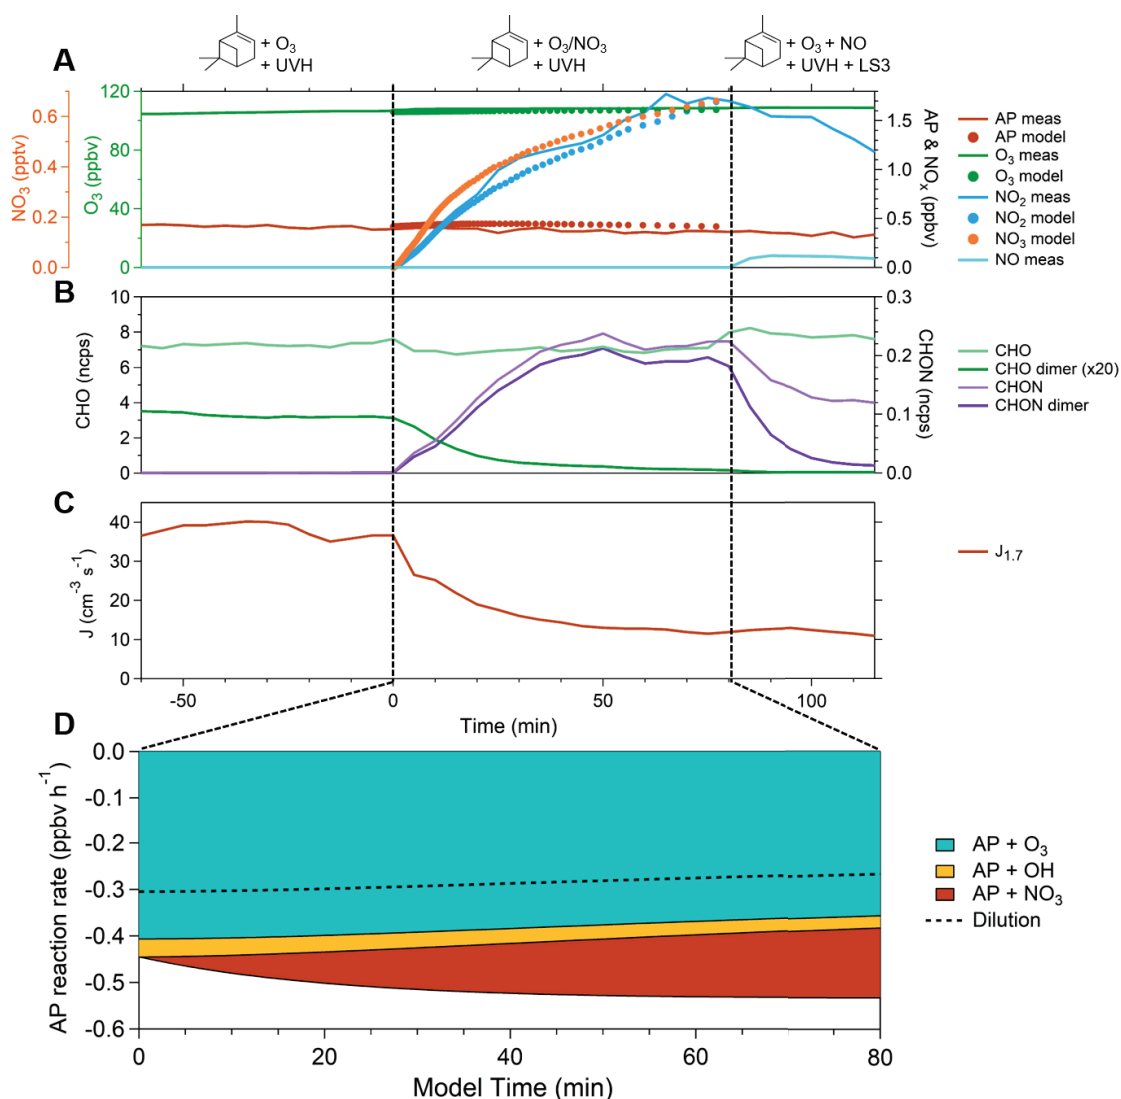 + O3
+ UVH
+ O3/NO3
+ UVH
+ O3 + NO
+ UVH + LS3
A
NO3 (pptv)
0.6
0.4
0.2
0.0
O3 (ppbv)
120
80
40
0
AP & NOx (ppbv)
1.5
1.0
0.5
0.0
AP meas
AP model
O3 meas
O3 model
NO2 meas
NO2 model
NO3 model
NO meas
B
CHO (ncps)
10
8
6
4
2
0
CHON (ncps)
0.3
0.2
0.1
0.0
CHO
CHO dimer (x20)
CHON
CHON dimer
C
J (cm-3 s-1)
40
30
20
10
0
J1.7
-50
0
50
100
Time (min)
D
AP reaction rate (ppbv h-1)
0.0
-0.1
-0.2
-0.3
-0.4
-0.5
-0.6
AP + O3
AP + OH
AP + NO3
Dilution
0
20
40
60
80
Model Time (min)